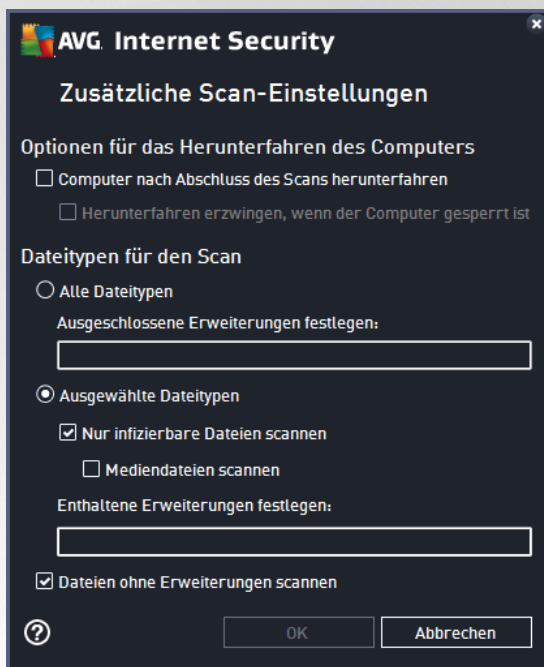 AVG. Internet Security
Zusätzliche Scan-Einstellungen
Optionen für das Herunterfahren des Computers
Computer nach Abschluss des Scans herunterfahren
Herunterfahren erzwingen, wenn der Computer gesperrt ist
Dateitypen für den Scan
Alle Dateitypen
Ausgeschlossene Erweiterungen festlegen:
Ausgewählte Dateitypen
Nur infizierbare Dateien scannen
Mediendateien scannen
Enthaltene Erweiterungen festlegen:
Dateien ohne Erweiterungen scannen
? OK Abbrechen